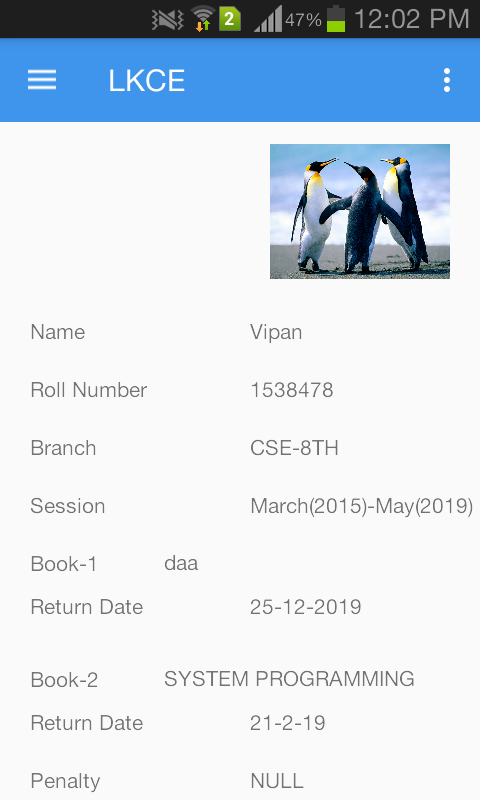 2 47% 12:02 PM
LKCE
Name Vipan
Roll Number 1538478
Branch CSE-8TH
Session March(2015)-May(2019)
Book-1 daa
Return Date 25-12-2019
Book-2 SYSTEM PROGRAMMING
Return Date 21-2-19
Penalty NULL